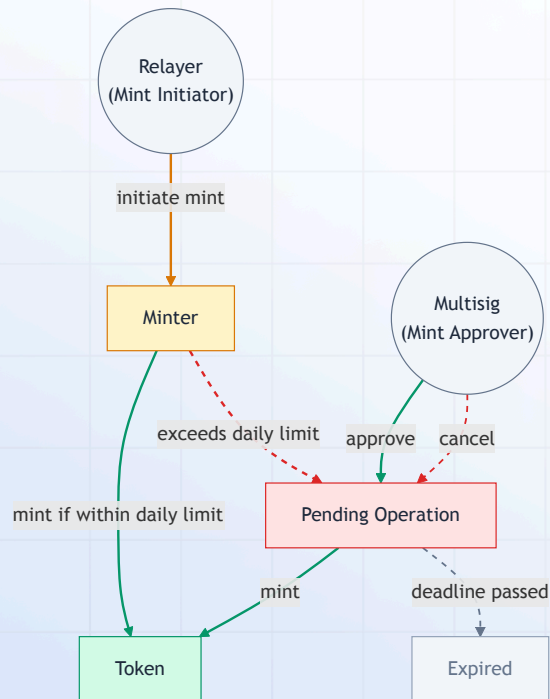 Relayer
(Mint Initiator)
initiate mint
Minter
Multisig
(Mint Approver)
exceeds daily limit
approve
cancel
mint if within daily limit
Pending Operation
mint
deadline passed
Token
Expired